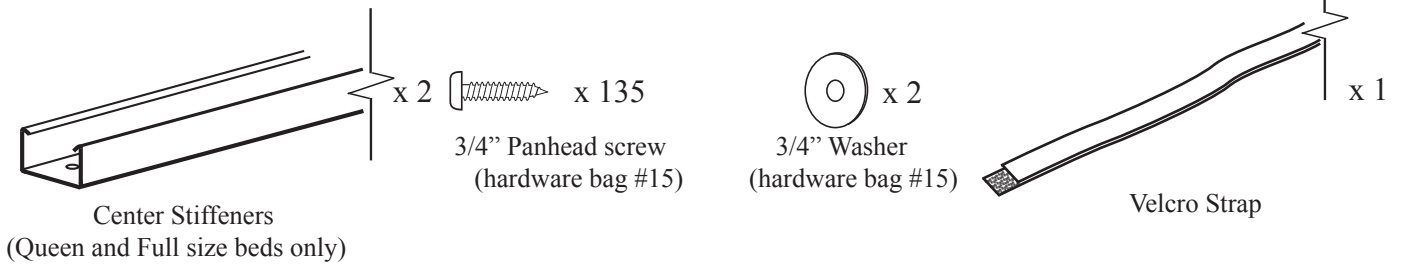 x 2
Center Stiffeners
(Queen and Full size beds only)
x 135
3/4” Panhead screw
(hardware bag #15)
x 2
3/4” Washer
(hardware bag #15)
x 1
Velcro Strap